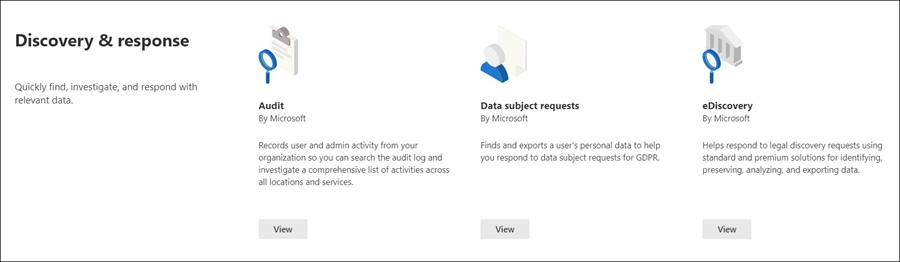 Discovery & response
Quickly find, investigate, and respond with
relevant data.
Audit
By Microsoft
Records user and admin activity from your
organization so you can search the audit log and
investigate a comprehensive list of activities across
all locations and services.
View
Data subject requests
By Microsoft
Finds and exports a user's personal data to help
you respond to data subject requests for GDPR.
View
eDiscovery
By Microsoft
Helps respond to legal discovery requests using
standard and premium solutions for identifying,
preserving, analyzing, and exporting data.
View